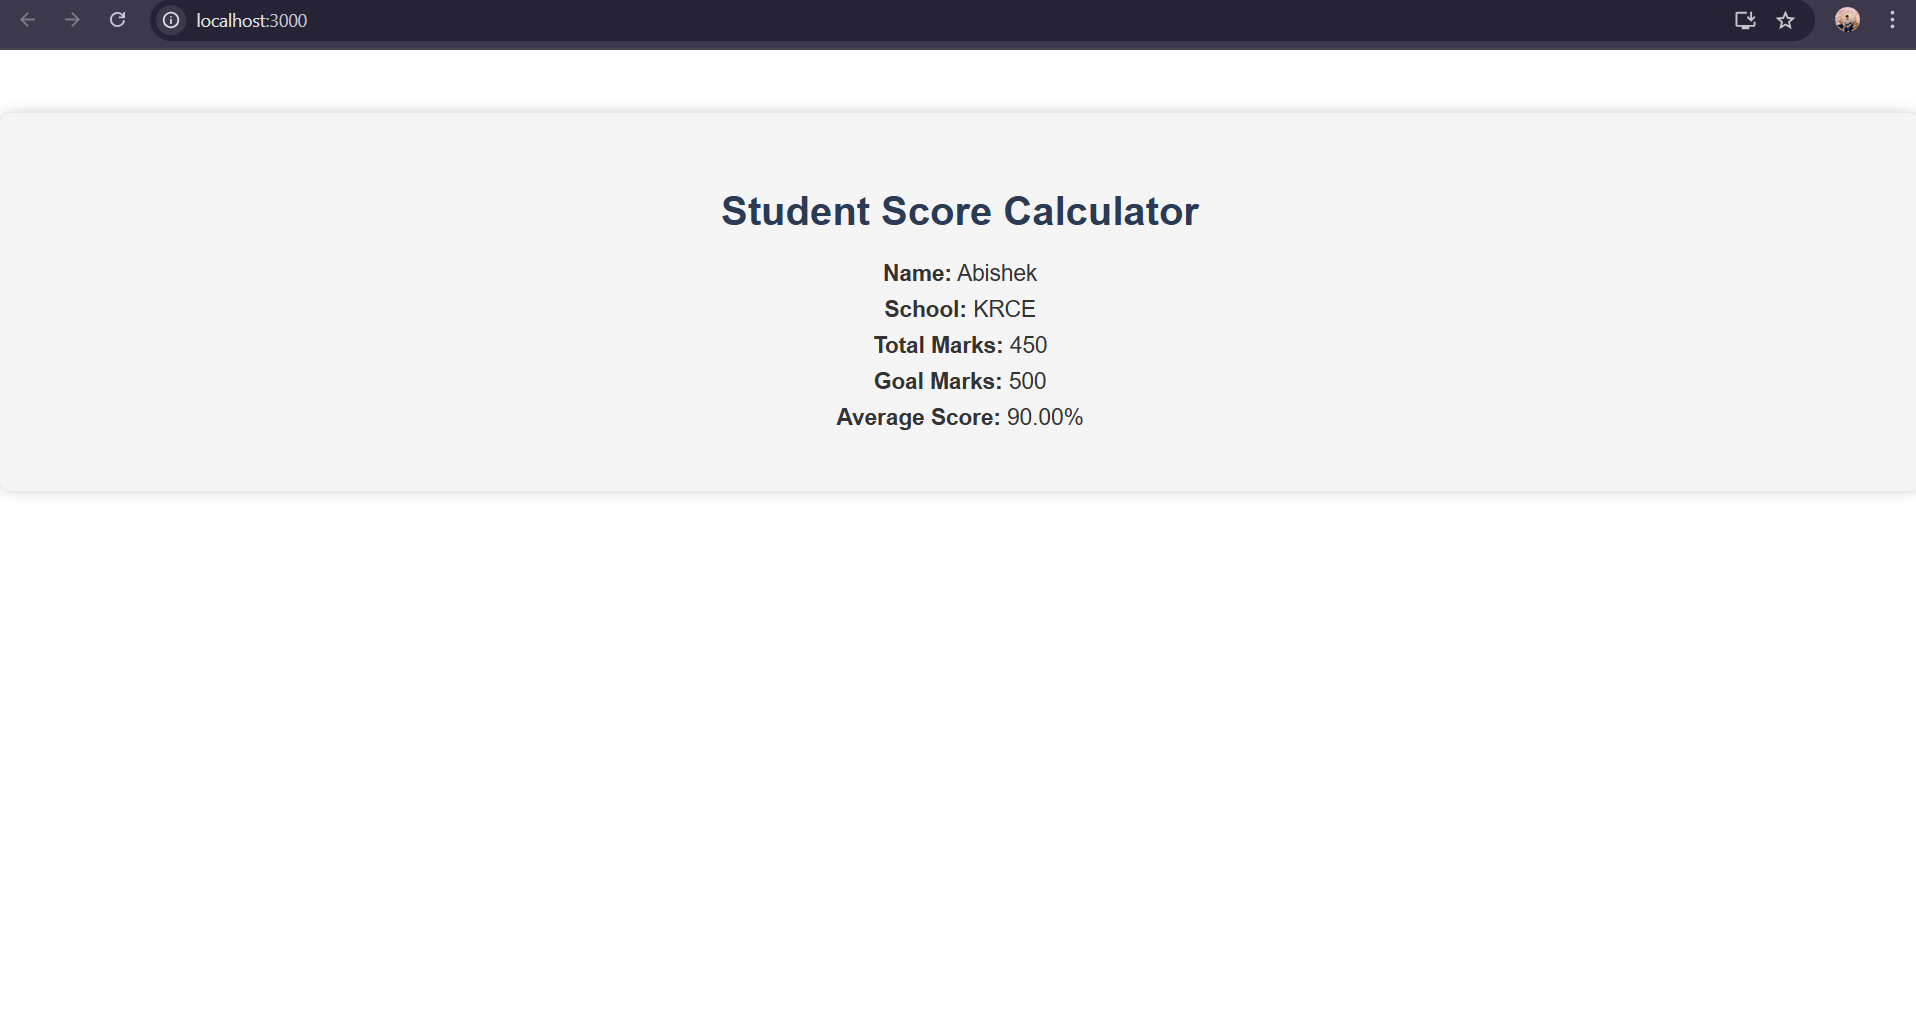 localhost:3000
Student Score Calculator
Name: Abishek
School: KRCE
Total Marks: 450
Goal Marks: 500
Average Score: 90.00%